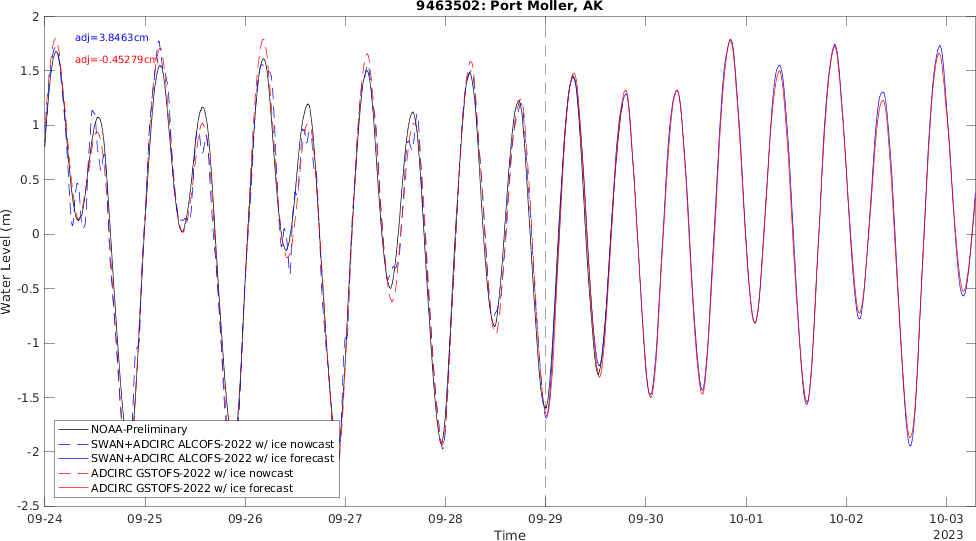 9463502: Port Moller, AK
adj=3.8463cm
adj=-0.45279cm
Water Level (m)
2
1.5
1
0.5
0
-0.5
-1
-1.5
-2
-2.5
NOAA-Preliminary
SWAN+ADCIRC ALCOFS-2022 w/ ice nowcast
SWAN+ADCIRC ALCOFS-2022 w/ ice forecast
ADCIRC GSTOFS-2022 w/ ice nowcast
ADCIRC GSTOFS-2022 w/ ice forecast
09-24 09-25 09-26 09-27 09-28 09-29 09-30 10-01 10-02 10-03
Time
2023